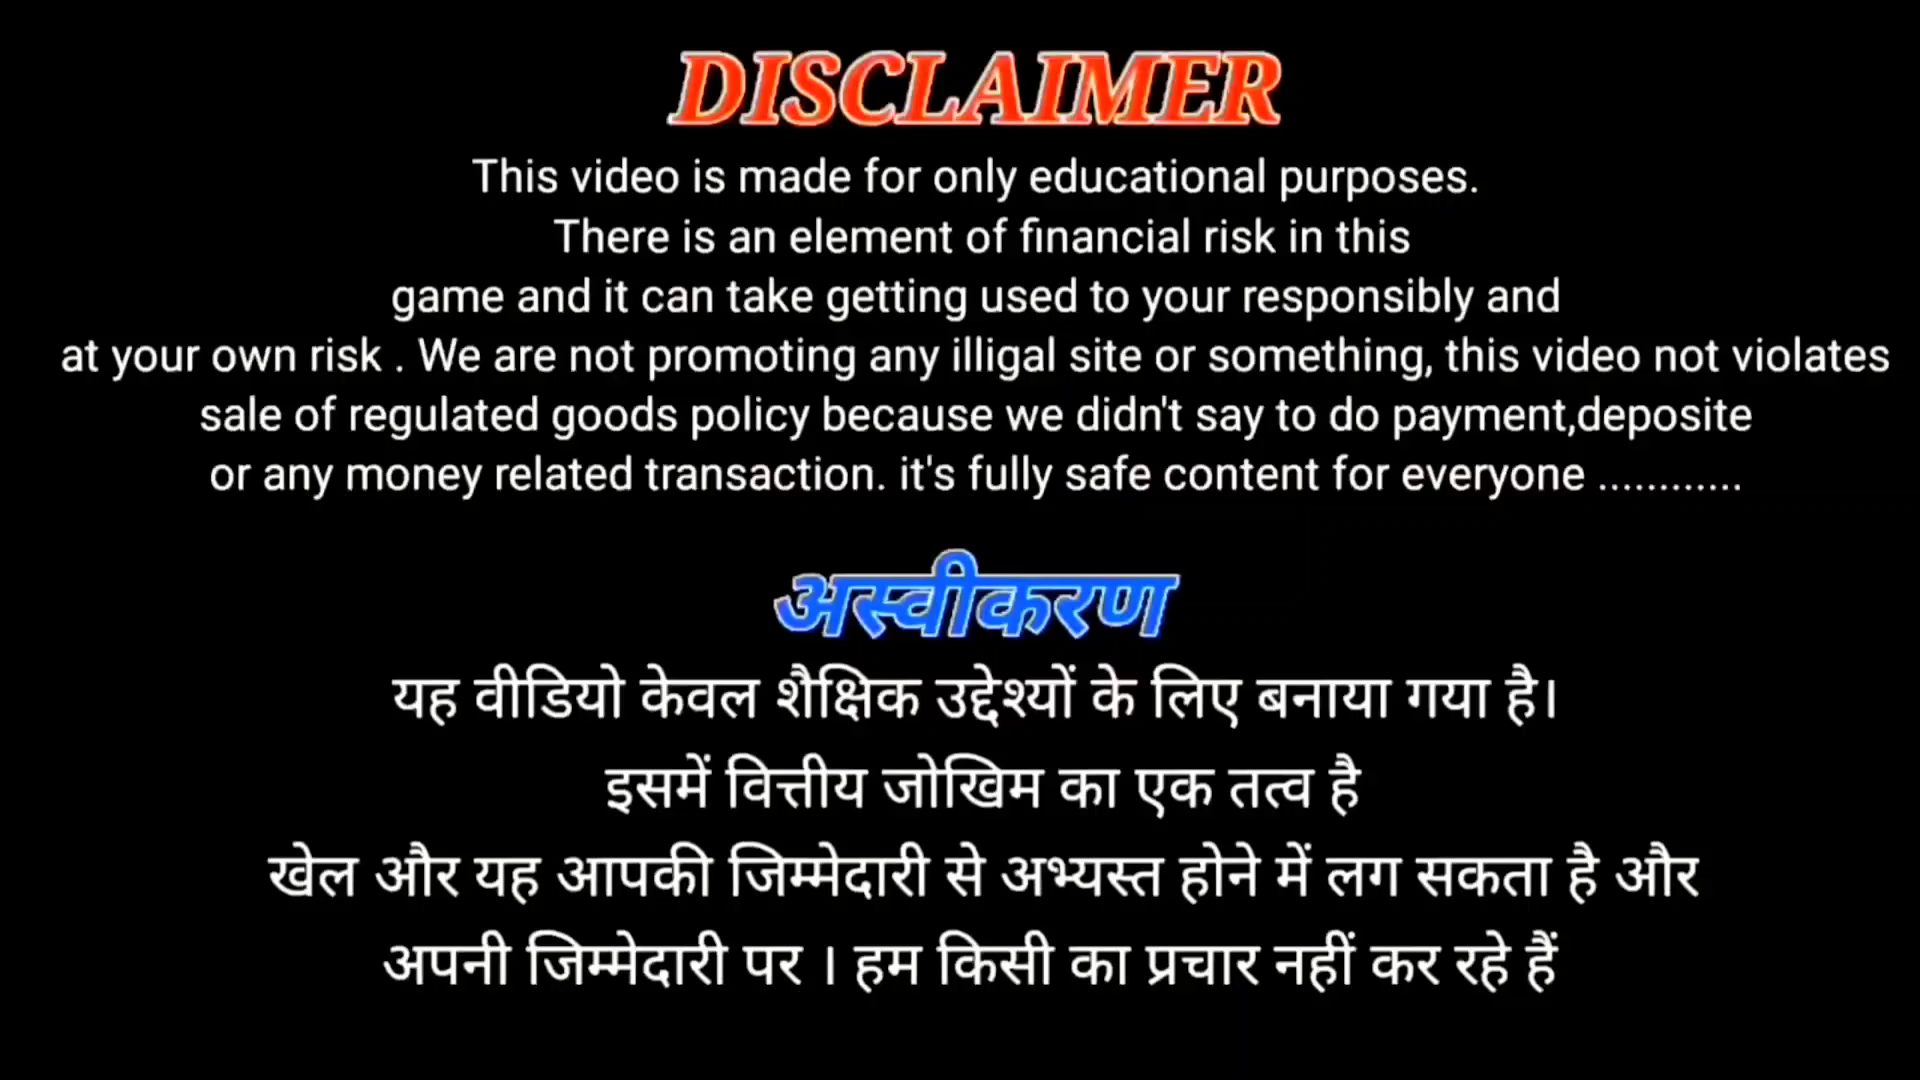 DISCLAIMER
This video is made for only educational purposes.
There is an element of financial risk in this
game and it can take getting used to your responsibly and
at your own risk . We are not promoting any illigal site or something, this video not violates
sale of regulated goods policy because we didn't say to do payment,deposite
or any money related transaction. it's fully safe content for everyone ............
अस्वीकरण
यह वीडियो केवल शैक्षिक उद्देश्यों के लिए बनाया गया है।
इसमें वित्तीय जोखिम का एक तत्व है
खेल और यह आपकी जिम्मेदारी से अभ्यस्त होने में लग सकता है और
अपनी जिम्मेदारी पर । हम किसी का प्रचार नहीं कर रहे हैं